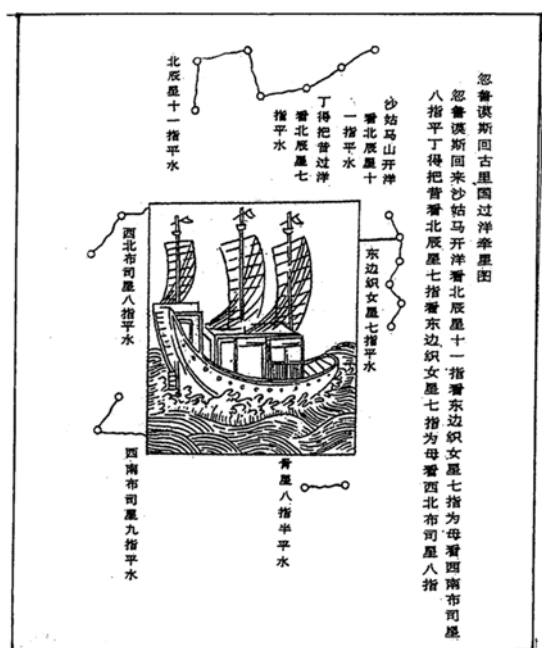 忽鲁谟斯回古里国过洋牵星图
忽鲁谟斯回来沙姑马开洋看北辰星十一指看东边织女星七指为母看西南布司星
八指平丁得把昔看北辰星七指看东边织女星七指为母看西北布司星八指
沙姑马山开洋
看北辰星十
一指平水
丁得把昔过洋
看北辰星七
指平水
北辰星十一指平水
东边织女星七指平水
西北布司星八指平水
骨星八指半平水
西南布司星九指平水